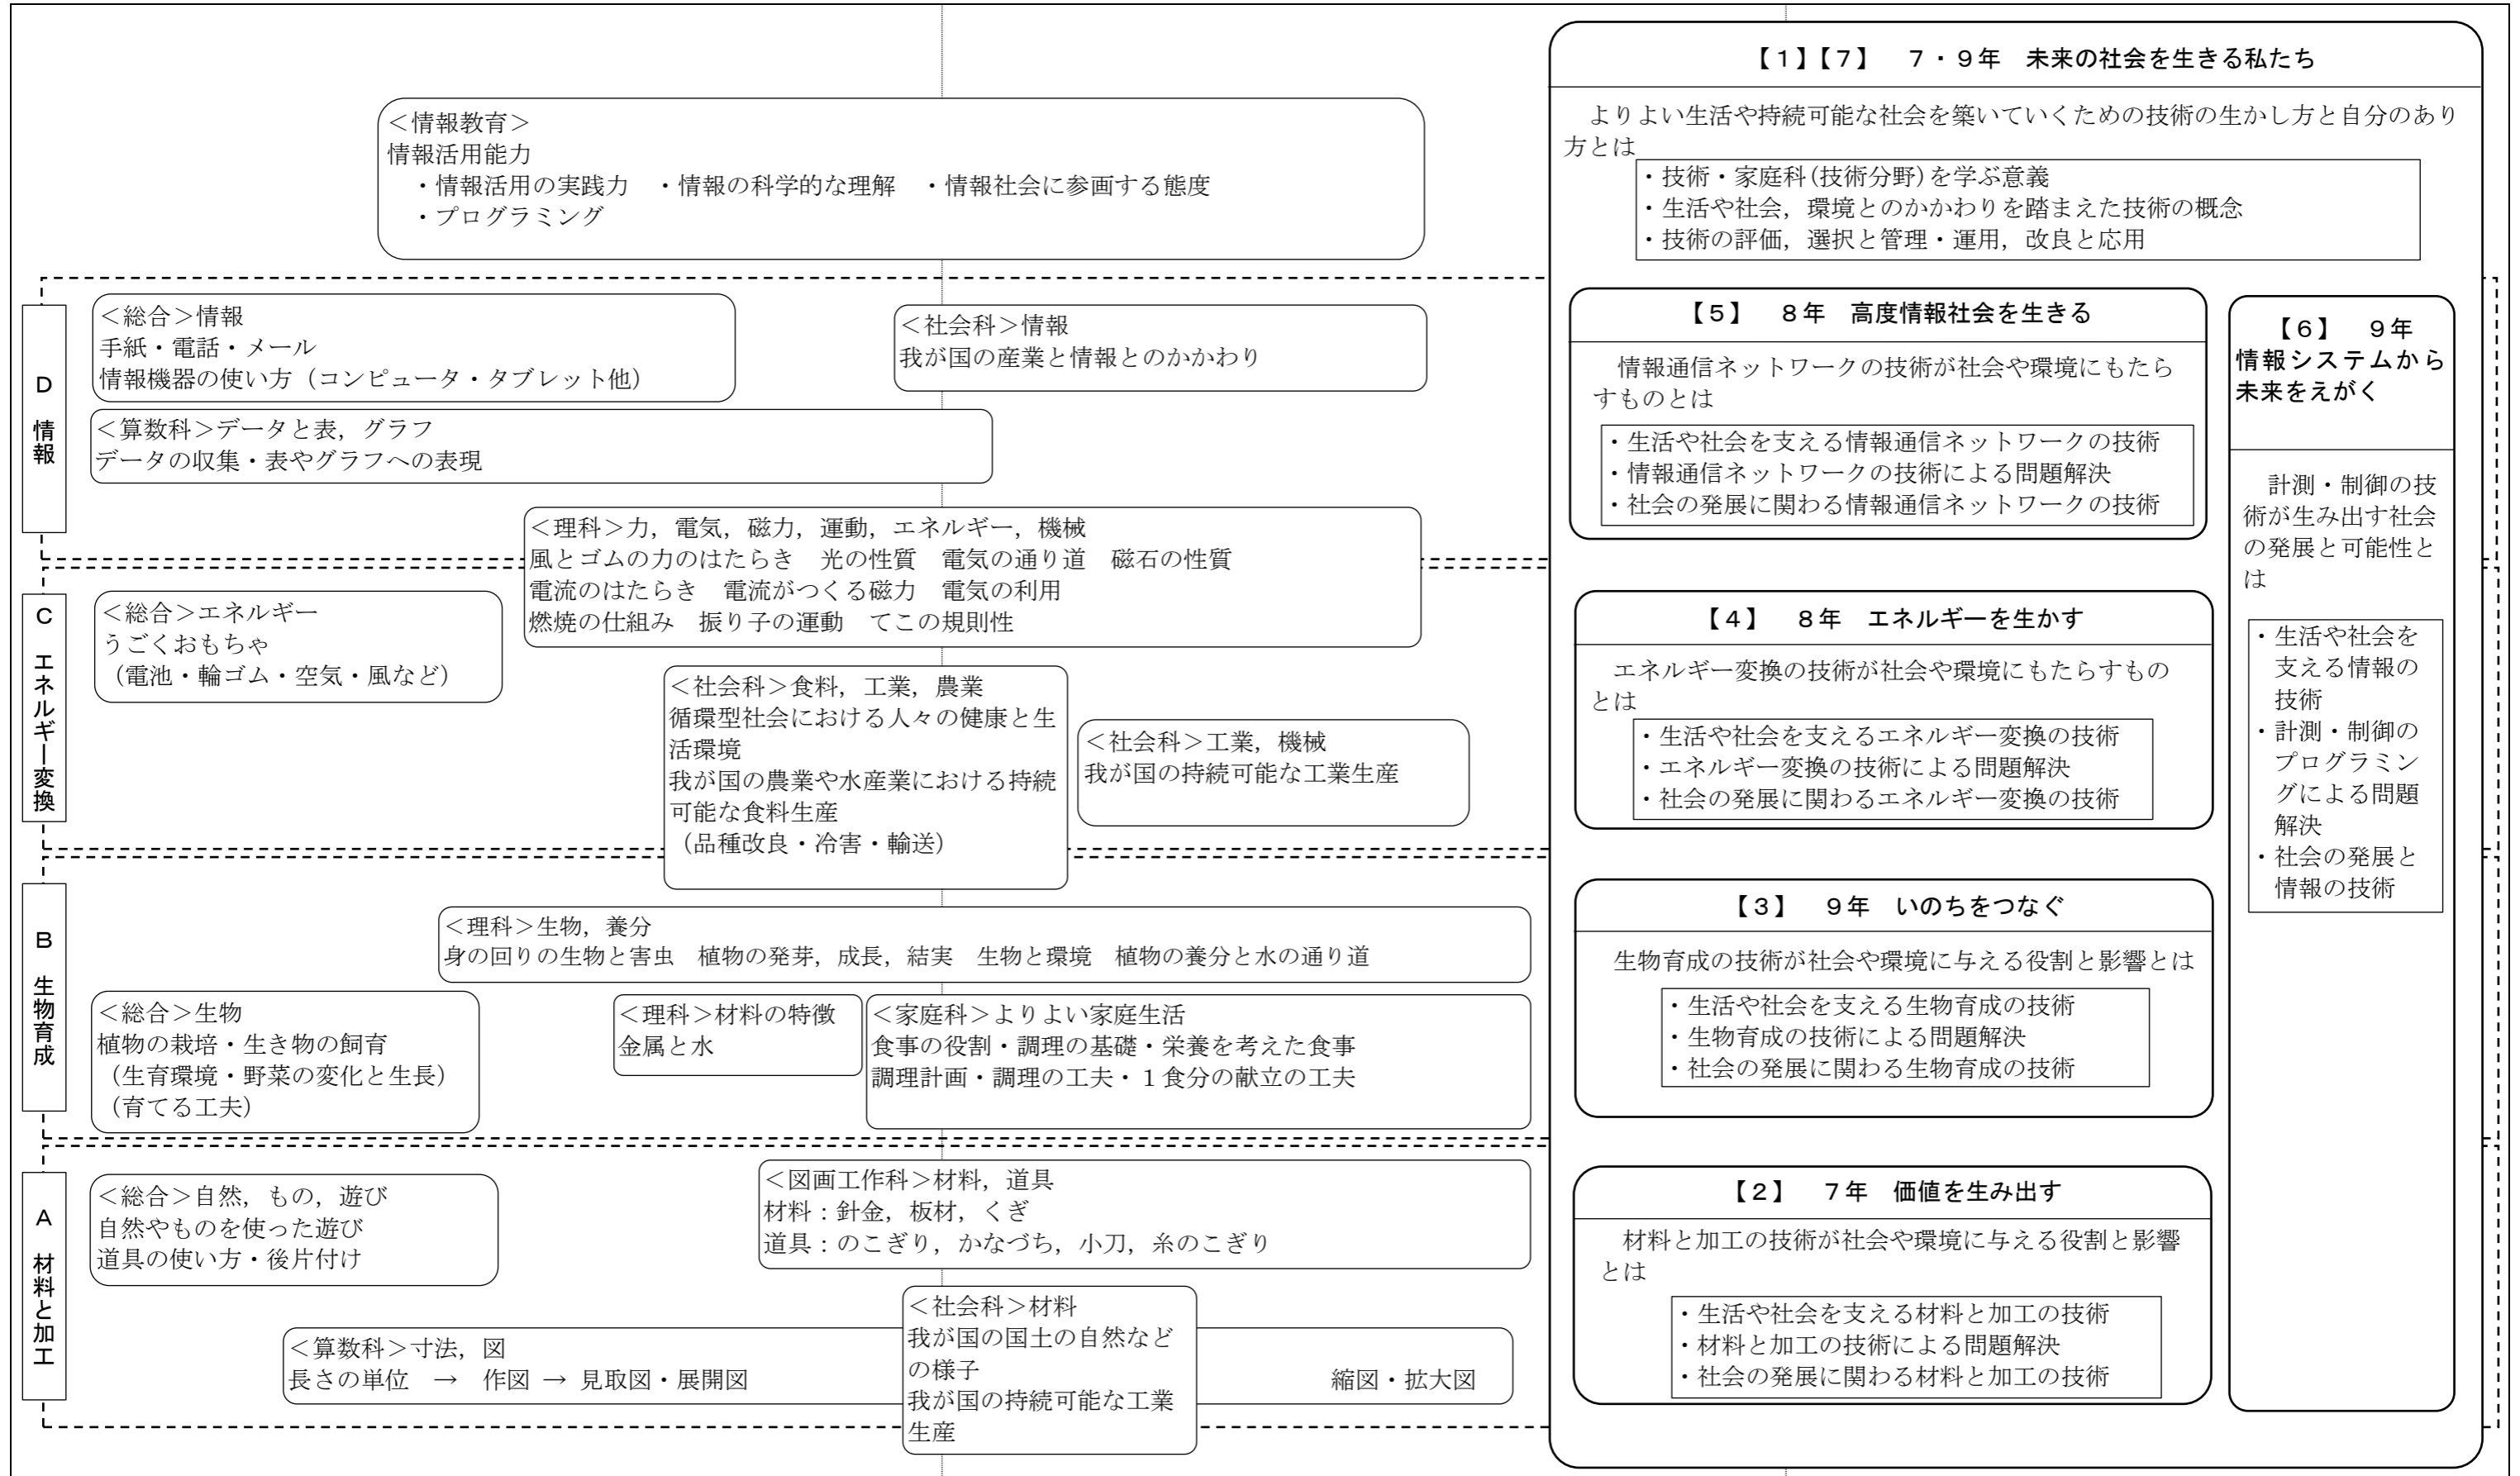 【1】【7】　7・9年　未来の社会を生きる私たち
よりよい生活や持続可能な社会を築いていくための技術の生かし方と自分のあり
方とは
・技術・家庭科(技術分野)を学ぶ意義
・生活や社会，環境とのかかわりを踏まえた技術の概念
・技術の評価，選択と管理・運用，改良と応用
＜情報教育＞
情報活用能力
・情報活用の実践力　・情報の科学的な理解　・情報社会に参画する態度
・プログラミング
D　情報
＜総合＞情報
手紙・電話・メール
情報機器の使い方（コンピュータ・タブレット他）
＜社会科＞情報
我が国の産業と情報とのかかわり
＜算数科＞データと表，グラフ
データの収集・表やグラフへの表現
【5】　8年　高度情報社会を生きる
情報通信ネットワークの技術が社会や環境にもたら
すものとは
・生活や社会を支える情報通信ネットワークの技術
・情報通信ネットワークの技術による問題解決
・社会の発展に関わる情報通信ネットワークの技術
【6】　9年
情報システムから
未来をえがく
計測・制御の技
術が生み出す社会
の発展と可能性と
は
・生活や社会を
支える情報の
技術
・計測・制御の
プログラミン
グによる問題
解決
・社会の発展と
情報の技術
＜理科＞力，電気，磁力，運動，エネルギー，機械
風とゴムの力のはたらき　光の性質　電気の通り道　磁石の性質
電流のはたらき　電流がつくる磁力　電気の利用
燃焼の仕組み　振り子の運動　てこの規則性
C　エネルギー変換
＜総合＞エネルギー
うごくおもちゃ
（電池・輪ゴム・空気・風など）
＜社会科＞食料，工業，農業
循環型社会における人々の健康と生
活環境
我が国の農業や水産業における持続
可能な食料生産
（品種改良・冷害・輸送）
＜社会科＞工業，機械
我が国の持続可能な工業生産
【4】　8年　エネルギーを生かす
エネルギー変換の技術が社会や環境にもたらすもの
とは
・生活や社会を支えるエネルギー変換の技術
・エネルギー変換の技術による問題解決
・社会の発展に関わるエネルギー変換の技術
B　生物育成
＜理科＞生物，養分
身の回りの生物と害虫　植物の発芽，成長，結実　生物と環境　植物の養分と水の通り道
＜総合＞生物
植物の栽培・生き物の飼育
（生育環境・野菜の変化と生長）
（育てる工夫）
＜理科＞材料の特徴
金属と水
＜家庭科＞よりよい家庭生活
食事の役割・調理の基礎・栄養を考えた食事
調理計画・調理の工夫・１食分の献立の工夫
【3】　9年　いのちをつなぐ
生物育成の技術が社会や環境に与える役割と影響とは
・生活や社会を支える生物育成の技術
・生物育成の技術による問題解決
・社会の発展に関わる生物育成の技術
A　材料と加工
＜総合＞自然，もの，遊び
自然やものを使った遊び
道具の使い方・後片付け
＜図画工作科＞材料，道具
材料：針金，板材，くぎ
道具：のこぎり，かなづち，小刀，糸のこぎり
＜算数科＞寸法，図
長さの単位　→　作図　→　見取図・展開図
縮図・拡大図
＜社会科＞材料
我が国の国土の自然など
の様子
我が国の持続可能な工業
生産
【2】　7年　価値を生み出す
材料と加工の技術が社会や環境に与える役割と影響
とは
・生活や社会を支える材料と加工の技術
・材料と加工の技術による問題解決
・社会の発展に関わる材料と加工の技術